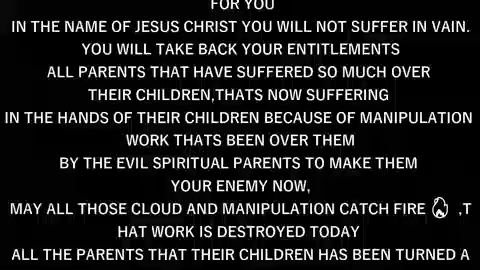 FOR YOU
IN THE NAME OF JESUS CHRIST YOU WILL NOT SUFFER IN VAIN.
YOU WILL TAKE BACK YOUR ENTITLEMENTS
ALL PARENTS THAT HAVE SUFFERED SO MUCH OVER
THEIR CHILDREN,THATS NOW SUFFERING
IN THE HANDS OF THEIR CHILDREN BECAUSE OF MANIPULATION
WORK THATS BEEN OVER THEM
BY THE EVIL SPIRITUAL PARENTS TO MAKE THEM
YOUR ENEMY NOW,
MAY ALL THOSE CLOUD AND MANIPULATION CATCH FIRE 🔥 ,T
HAT WORK IS DESTROYED TODAY
ALL THE PARENTS THAT THEIR CHILDREN HAS BEEN TURNED A